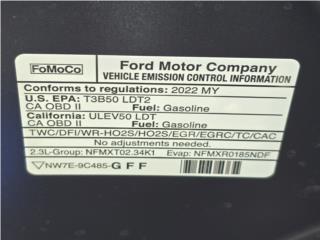 FoMoCo
Ford Motor Company
VEHICLE EMISSION CONTROL INFORMATION
Conforms to regulations: 2022 MY
U.S. EPA: T3B50 LDT2
CA OBD II Fuel: Gasoline
California: ULEV50 LDT
CA OBD II Fuel: Gasoline
TWC/DFI/WR-HO2S/HO2S/EGR/EGRC/TC/CAC
No adjustments needed.
2.3L-Group: NFMXT02.34K1 Evap: NFMXR0185NDF
NW7E-9C485-GFF